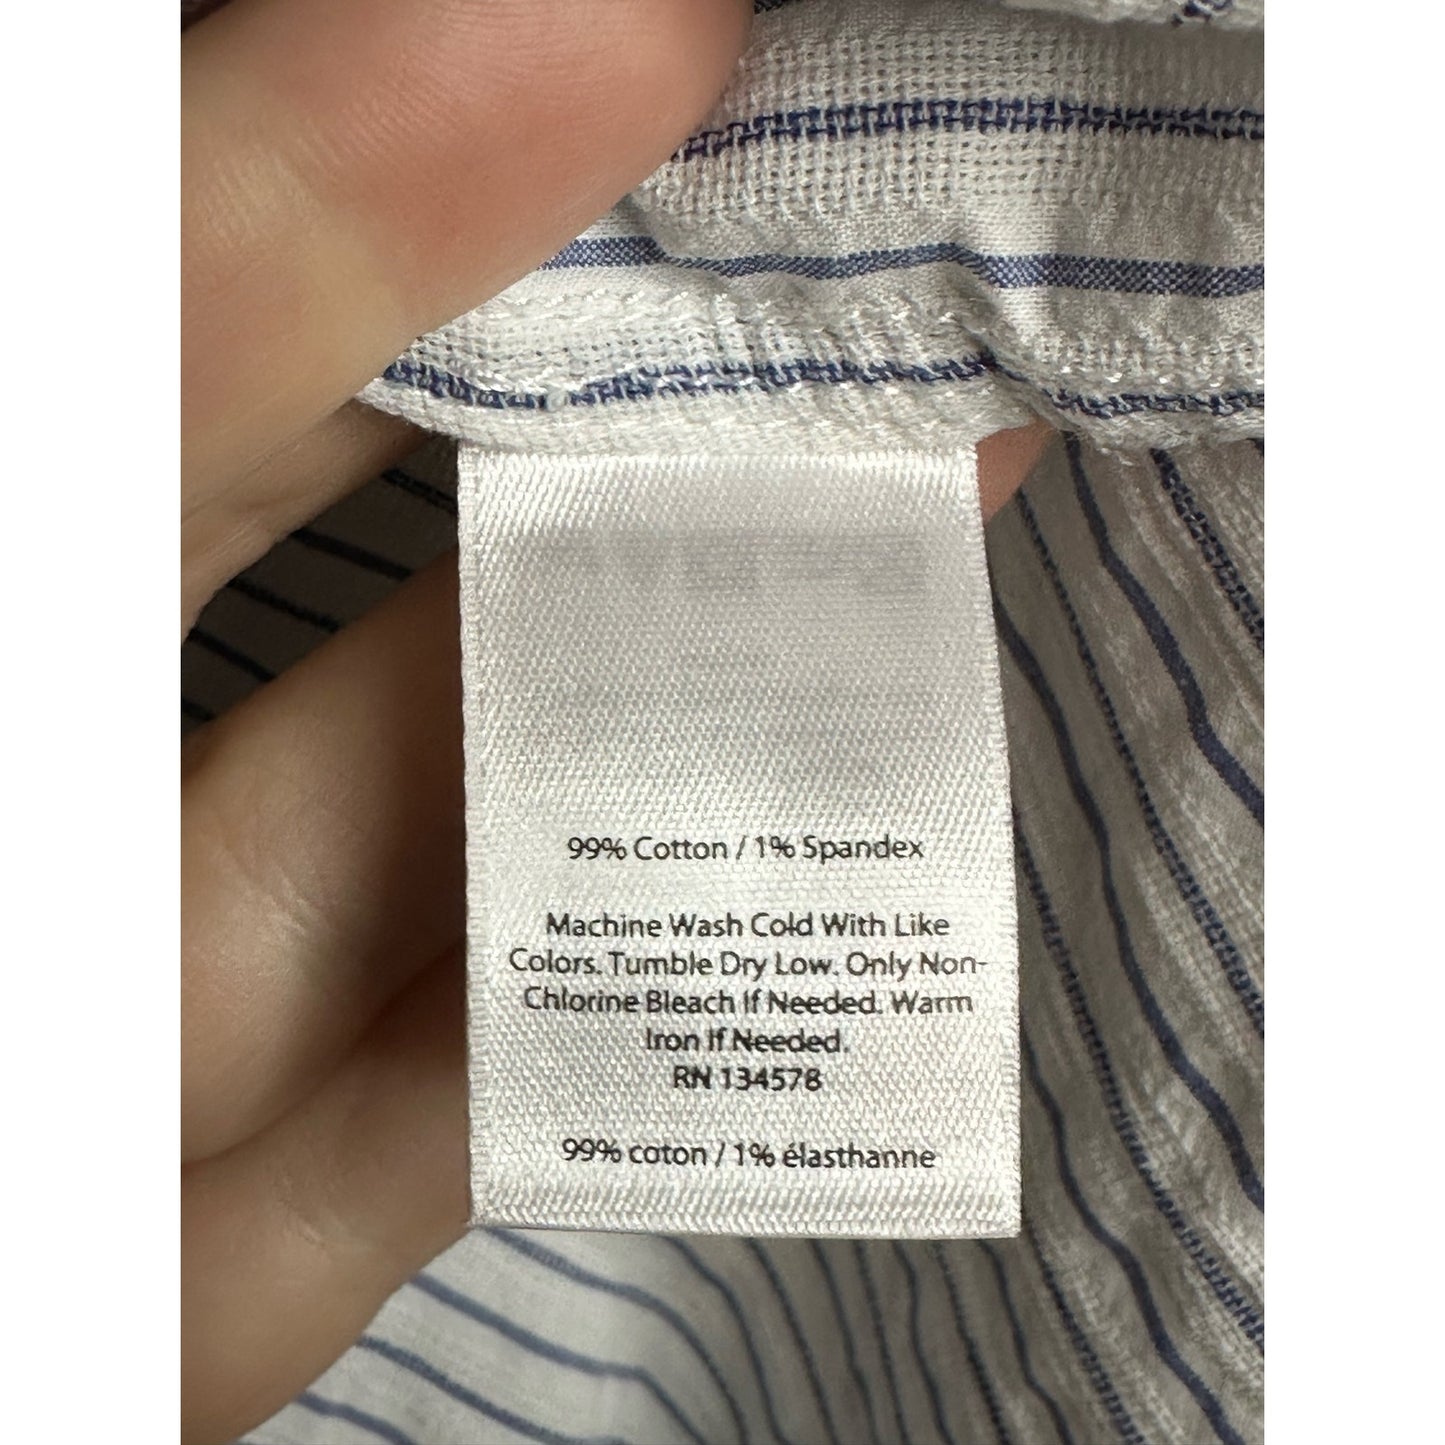 99% Cotton / 1% Spandex
Machine Wash Cold With Like
Colors. Tumble Dry Low. Only Non-
Chlorine Bleach If Needed. Warm
Iron If Needed.
RN 134578
99% coton / 1% élasthanne